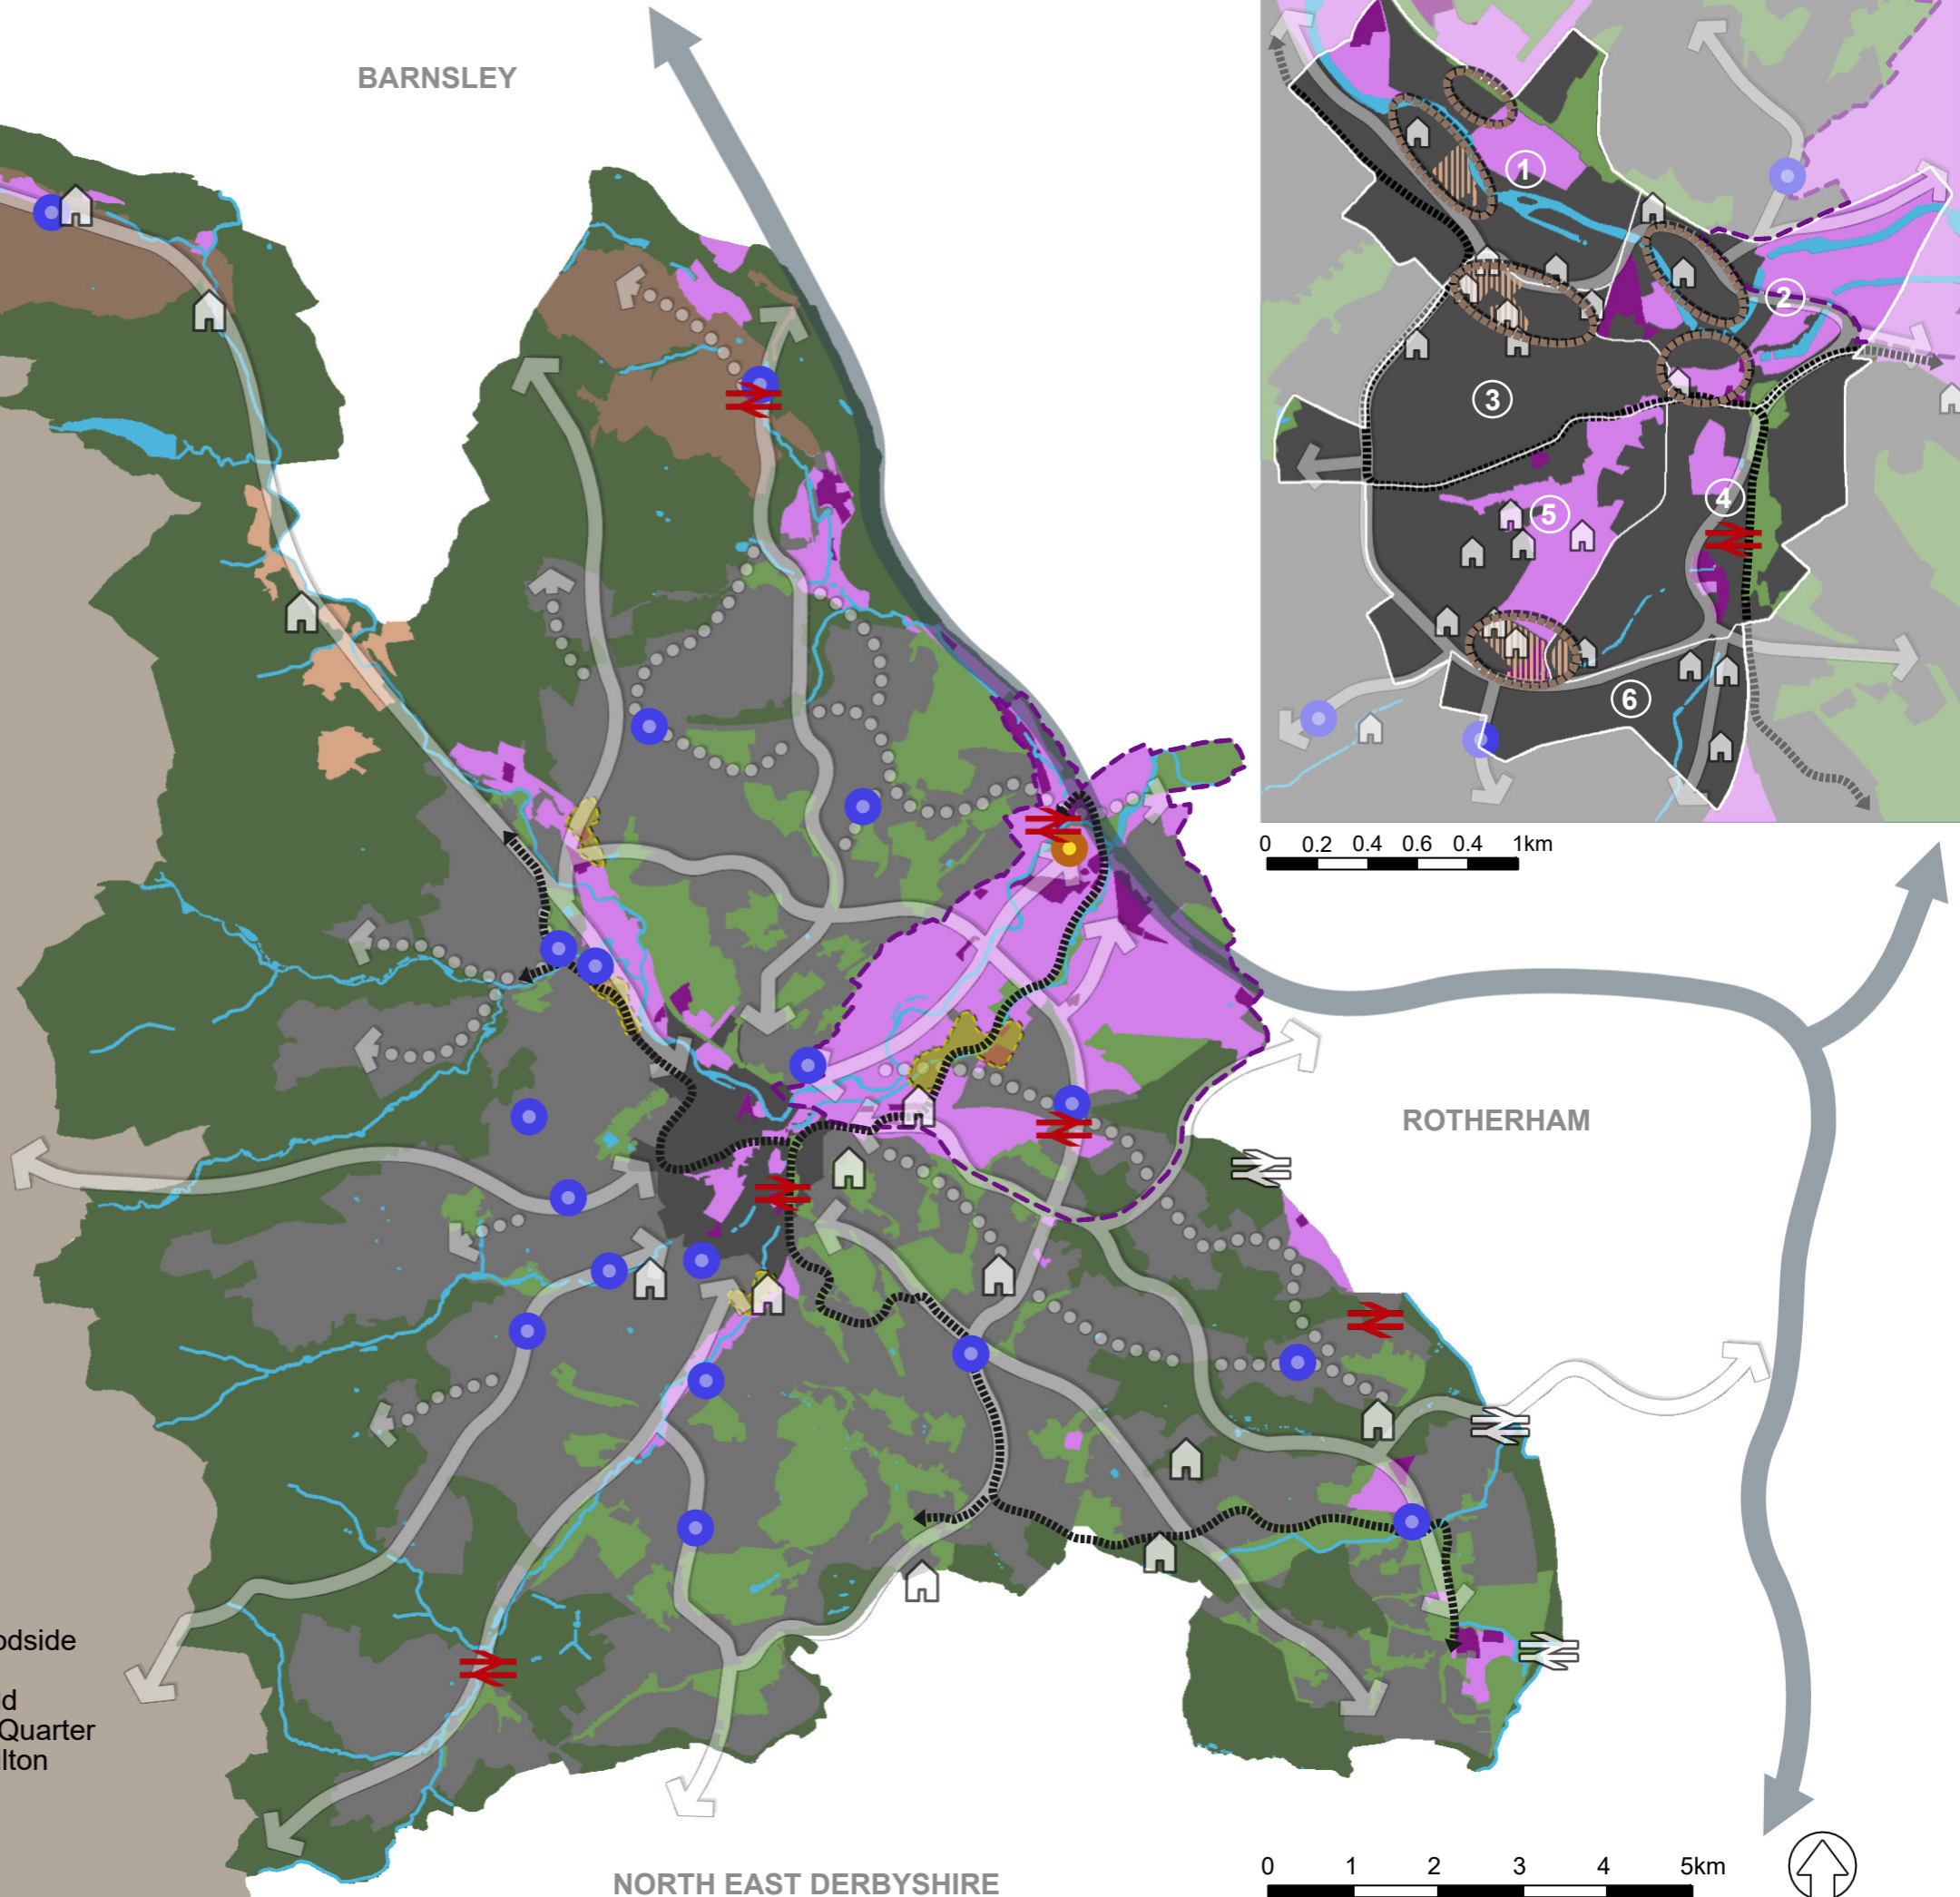 BARNSLEY
1
2
3
4
5
6
0 0.2 0.4 0.6 0.4 1km
ROTHERHAM
odside
ld
Quarter
lton
NORTH EAST DERBYSHIRE
0 1 2 3 4 5km